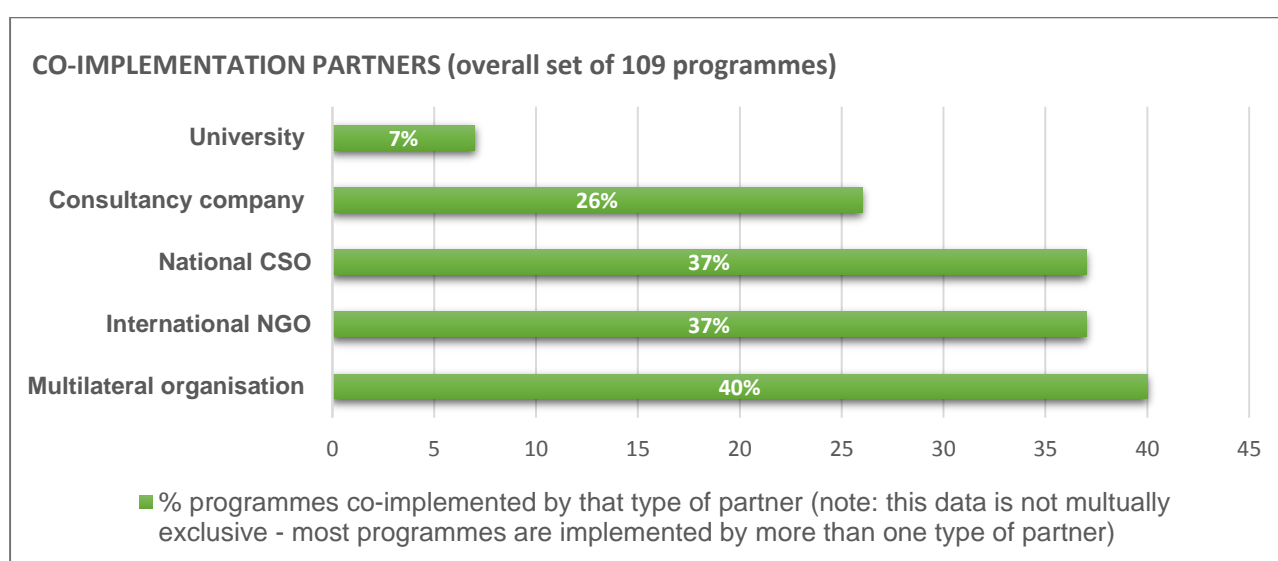 CO-IMPLEMENTATION PARTNERS (overall set of 109 programmes)
University
7%
Consultancy company
26%
National CSO
37%
International NGO
37%
Multilateral organisation
40%
0 5 10 15 20 25 30 35 40 45
% programmes co-implemented by that type of partner (note: this data is not multually
exclusive - most programmes are implemented by more than one type of partner)